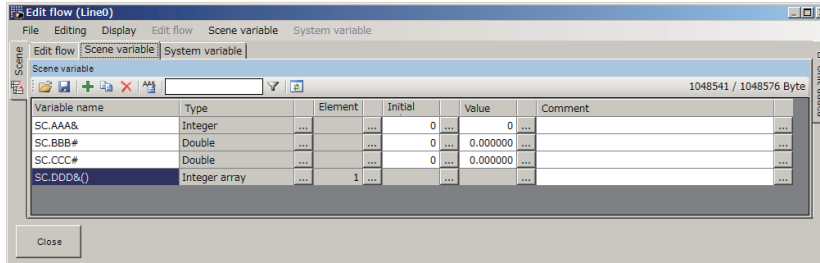 Edit flow (Line0)
File Editing Display Edit flow Scene variable System variable
Scene
Edit flow Scene variable System variable
Scene variable
1048541 / 1048576 Byte
Variable name Type Element Initial Value Comment
SC.AAA& Integer ... ... 0 ... 0 ... ...
SC.BBB# Double ... ... 0 ... 0.000000 ... ...
SC.CCC# Double ... ... 0 ... 0.000000 ... ...
SC.DDD&() Integer array ... 1 ... ... ... ...
Close